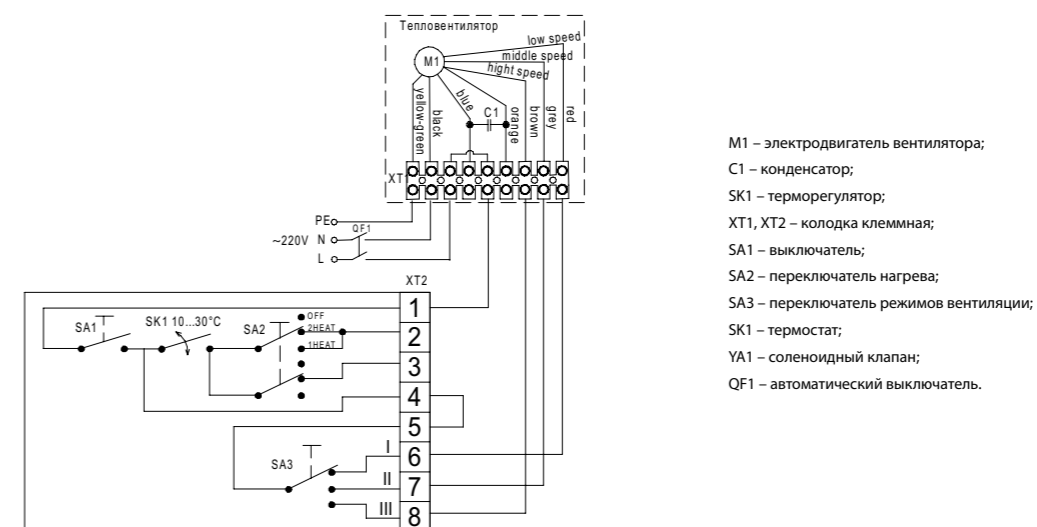 Тепловентилятор
low speed
middle speed
hight speed
M1
yellow-green
black
blue
C1
orange
brown
grey
red
XT1
PE
QF1
~220V N
L
XT2
1
OFF
SA1
SK1 10...30°C
SA2
2HEAT
2
1HEAT
3
4
5
I
6
SA3
II
7
III
8
M1 – электродвигатель вентилятора;
C1 – конденсатор;
SK1 – терморегулятор;
XT1, XT2 – колодка клеммная;
SA1 – выключатель;
SA2 – переключатель нагрева;
SA3 – переключатель режимов вентиляции;
SK1 – термостат;
YA1 – соленоидный клапан;
QF1 – автоматический выключатель.